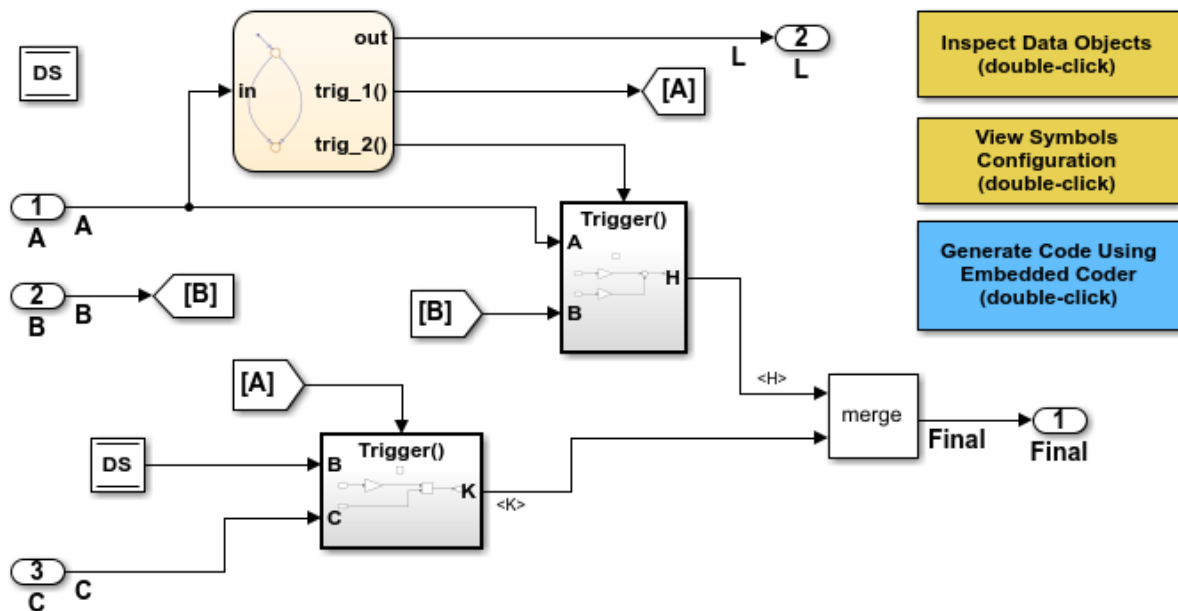 DS
in
out
trig_1()
trig_2()
L
2
L
[A]
Inspect Data Objects
(double-click)
View Symbols
Configuration
(double-click)
Generate Code Using
Embedded Coder
(double-click)
1
A
A
2
B
B
[B]
[B]
Trigger()
A
B
H
<H>
[A]
DS
Trigger()
B
C
K
<K>
merge
Final
1
Final
3
C
C